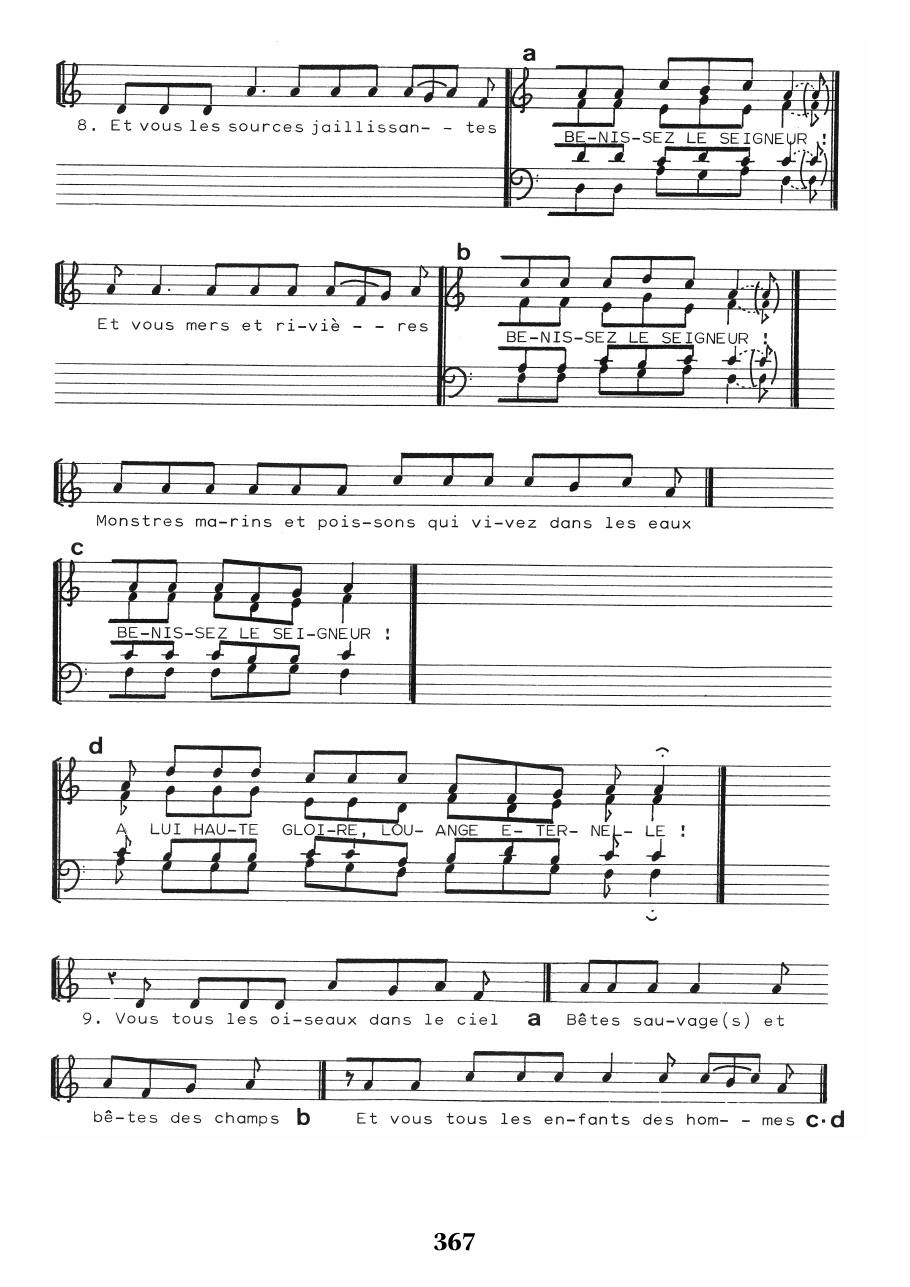 a
8. Et vous les sources jaillissan- - tes
BE-NIS-SEZ LE SEIGNEUR !
b
Et vous mers et ri-viè - - res
BE-NIS-SEZ LE SEIGNEUR !
Monstres ma-rins et pois-sons qui vi-vez dans les eaux
c
BE-NIS-SEZ LE SEI-GNEUR !
d
A LUI HAU-TE GLOI-RE, LOU- ANGE E- TER- NEL- LE !
9. Vous tous les oi-seaux dans le ciel a Bêtes sau-vage(s) et
bê-tes des champs b Et vous tous les en-fants des hom- - mes c·d
367